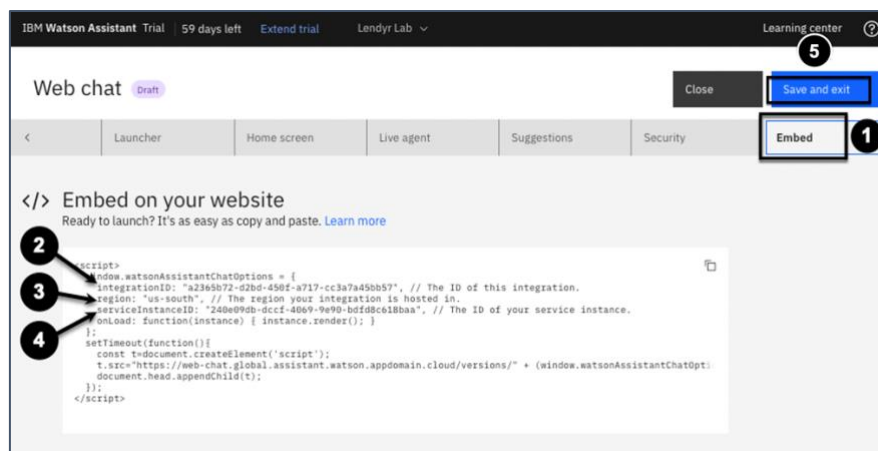 IBM Watson Assistant Trial 59 days left Extend trial Lendyr Lab Learning center ?
5
Web chat Draft Close Save and exit
< Launcher Home screen Live agent Suggestions Security Embed 1
</> Embed on your website
Ready to launch? It's as easy as copy and paste. Learn more
2
<script>
window.watsonAssistantChatOptions = {
integrationID: "a2365b72-d2bd-450f-a717-cc3a7a45bb57", // The ID of this integration.
3
region: "us-south", // The region your integration is hosted in.
serviceInstanceID: "240e09db-dccf-4069-9e90-bdfd8c618baa", // The ID of your service instance.
4
onLoad: function(instance) { instance.render(); }
};
setTimeout(function(){
const t=document.createElement('script');
t.src="https://web-chat.global.assistant.watson.appdomain.cloud/versions/" + (window.watsonAssistantChatOpti
document.head.appendChild(t);
});
</script>